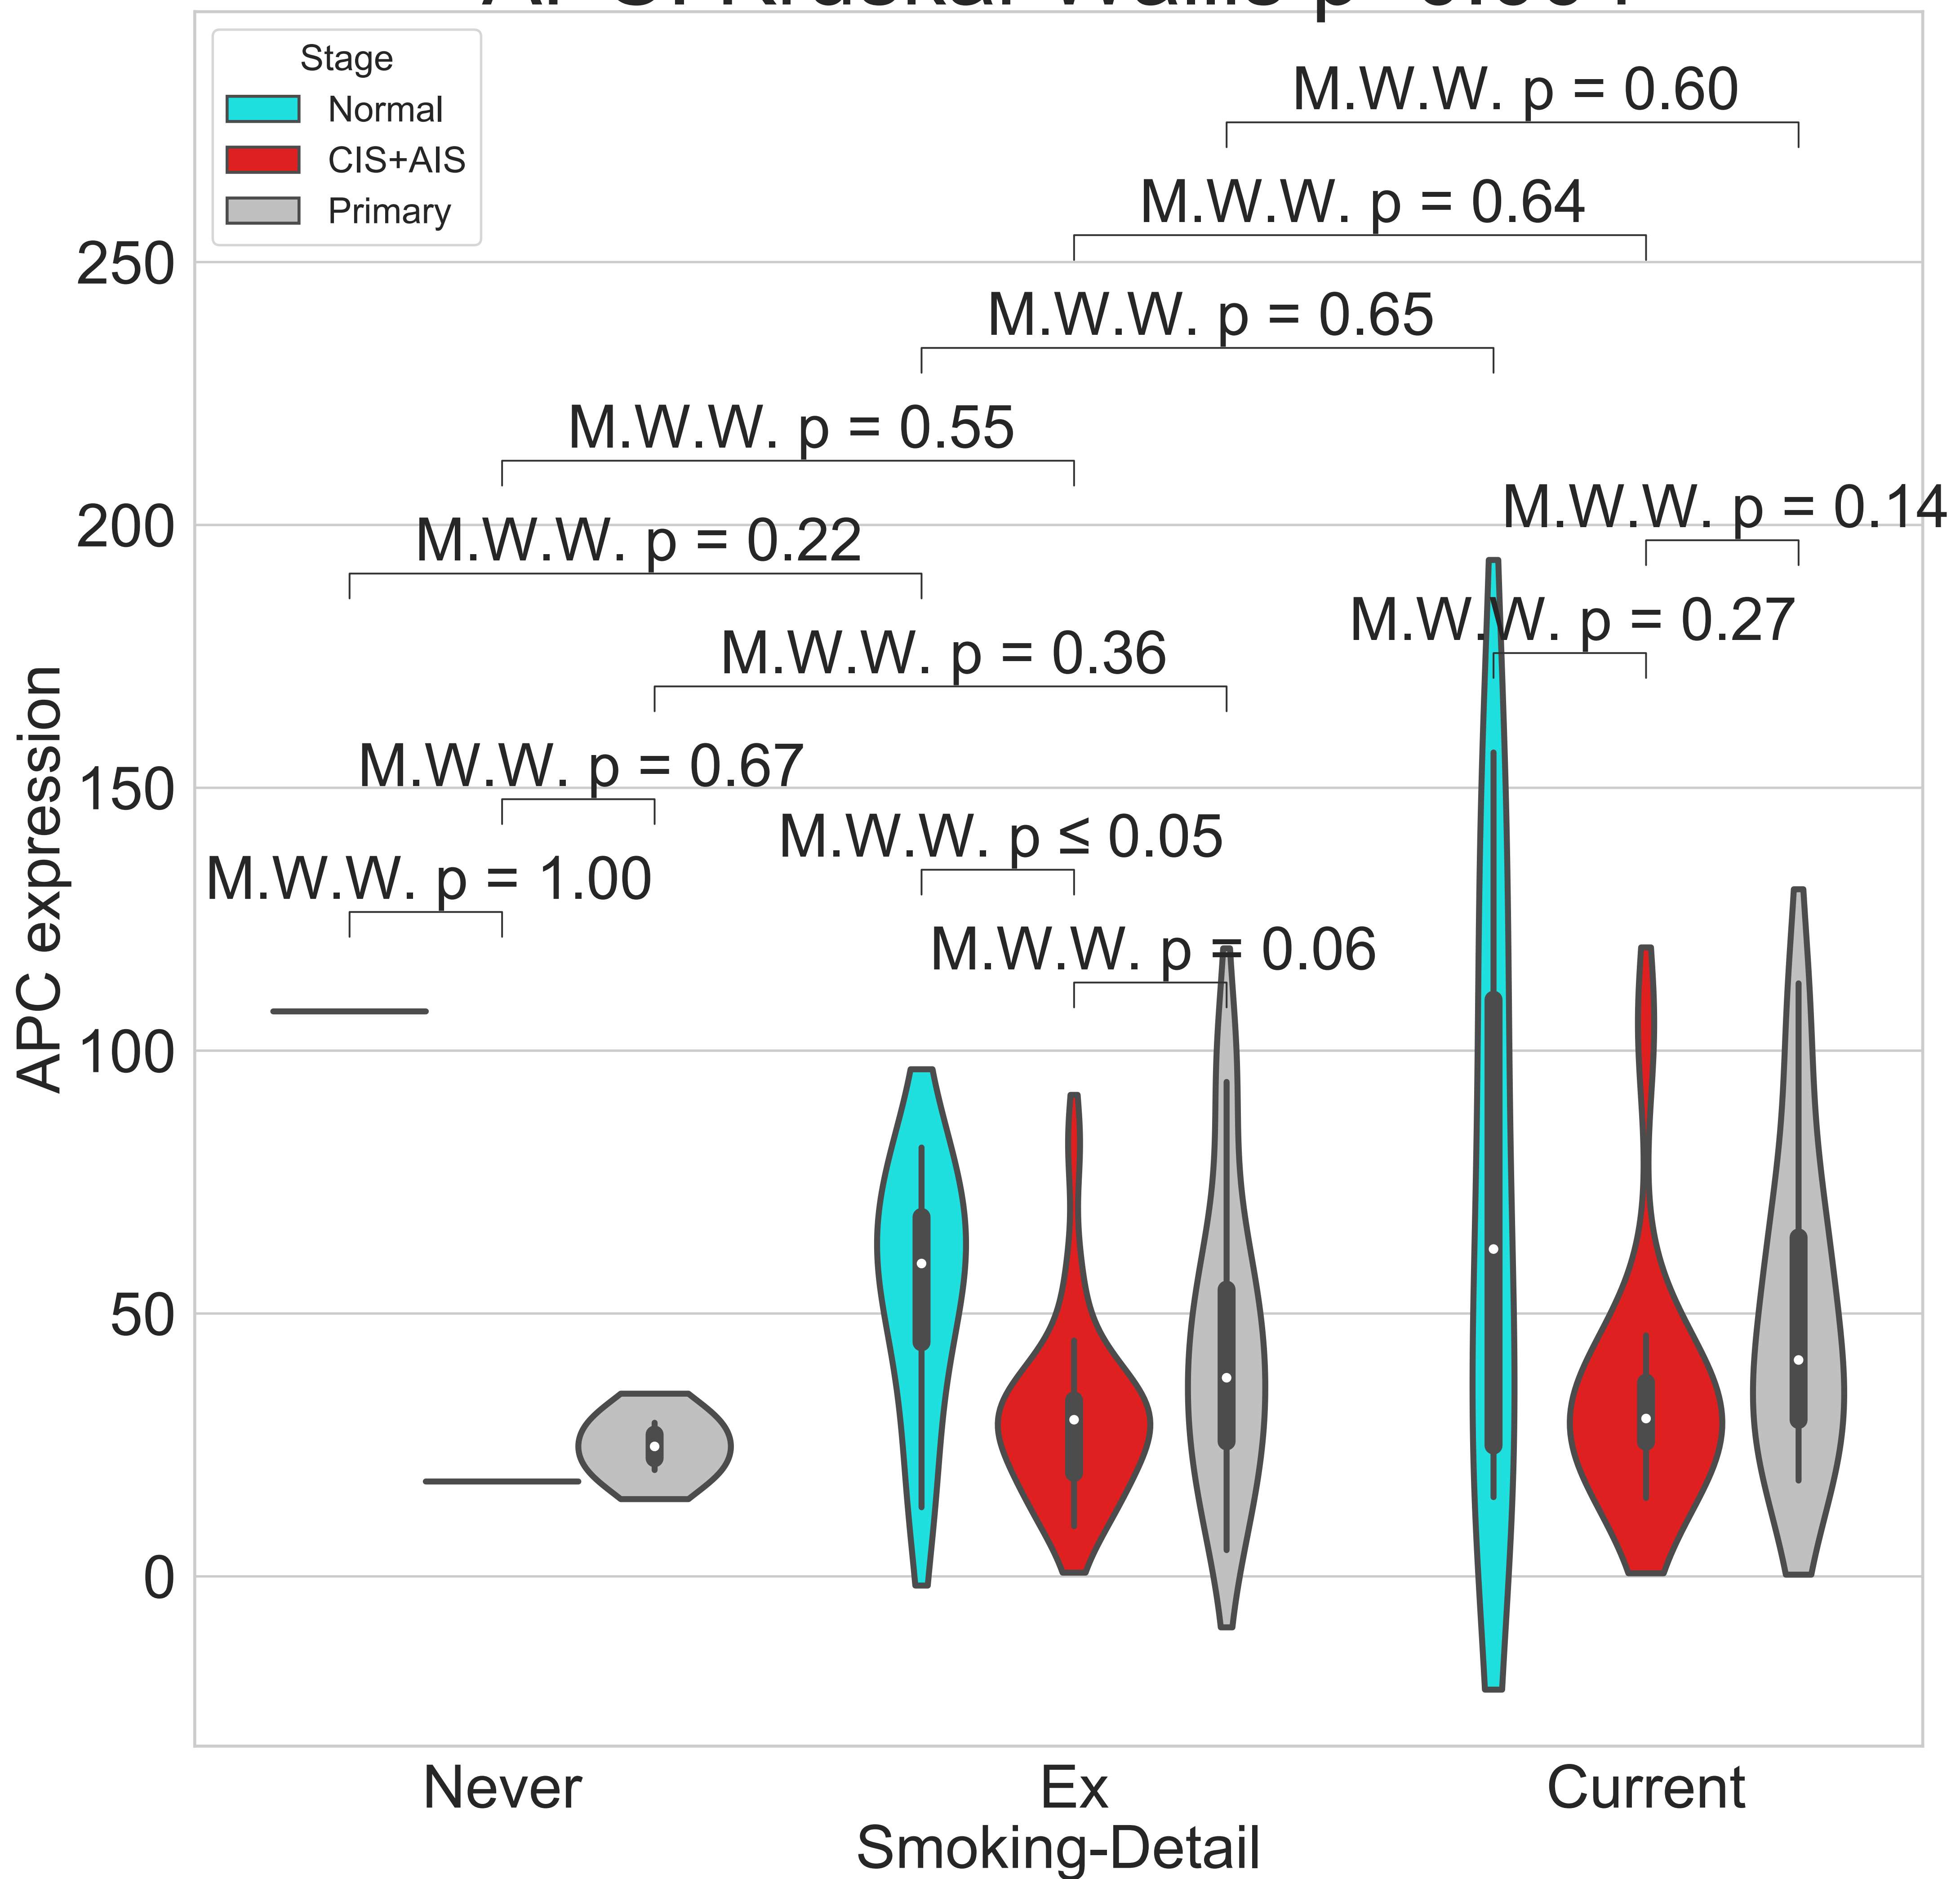 Stage
Normal
CIS+AIS
Primary
M.W.W. p = 0.60
M.W.W. p = 0.64
250
M.W.W. p = 0.65
M.W.W. p = 0.55
M.W.W. p = 0.14
200
M.W.W. p = 0.22
M.W.W. p = 0.27
M.W.W. p = 0.36
M.W.W. p = 0.67
150
M.W.W. p ≤ 0.05
M.W.W. p = 1.00
M.W.W. p = 0.06
100
50
0
APC expression
Never
Ex
Current
Smoking-Detail